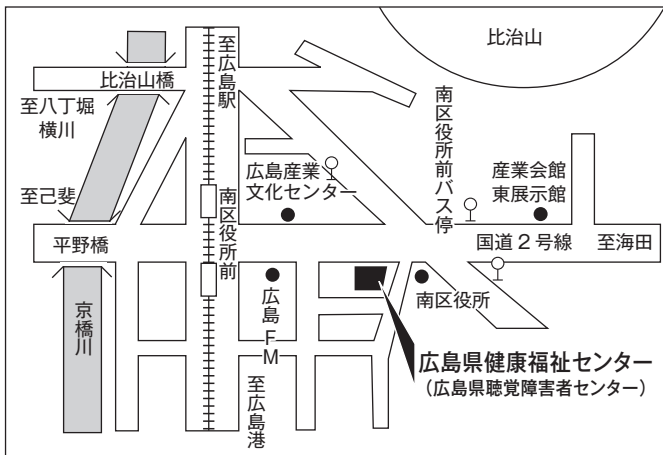 比治山
至広島駅
比治山橋
至八丁堀
横川
南区役所前バス停
広島産業
文化センター
産業会館
東展示館
至己斐
南区役所前
平野橋
国道2号線
至海田
京橋川
広島FM
南区役所
広島県健康福祉センター
(広島県聴覚障害者センター)
至広島港